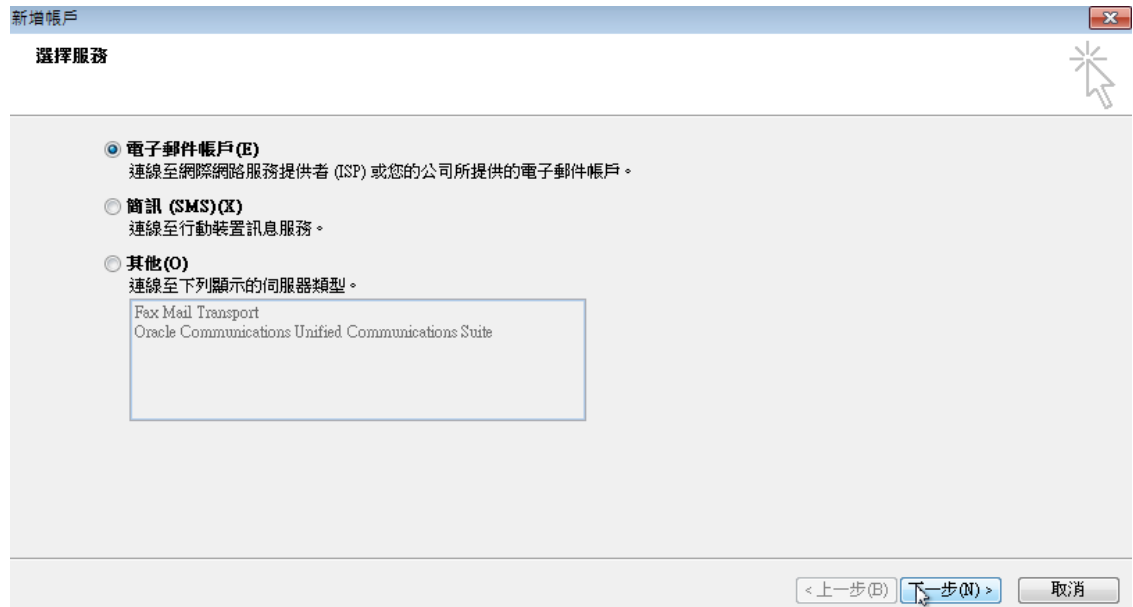 新增帳戶
選擇服務
電子郵件帳戶(E)
連線至網際網路服務提供者 (ISP) 或您的公司所提供的電子郵件帳戶。
簡訊 (SMS)(X)
連線至行動裝置訊息服務。
其他(O)
連線至下列顯示的伺服器類型。
Fax Mail Transport
Oracle Communications Unified Communications Suite
< 上一步(B) 下一步(N) > 取消